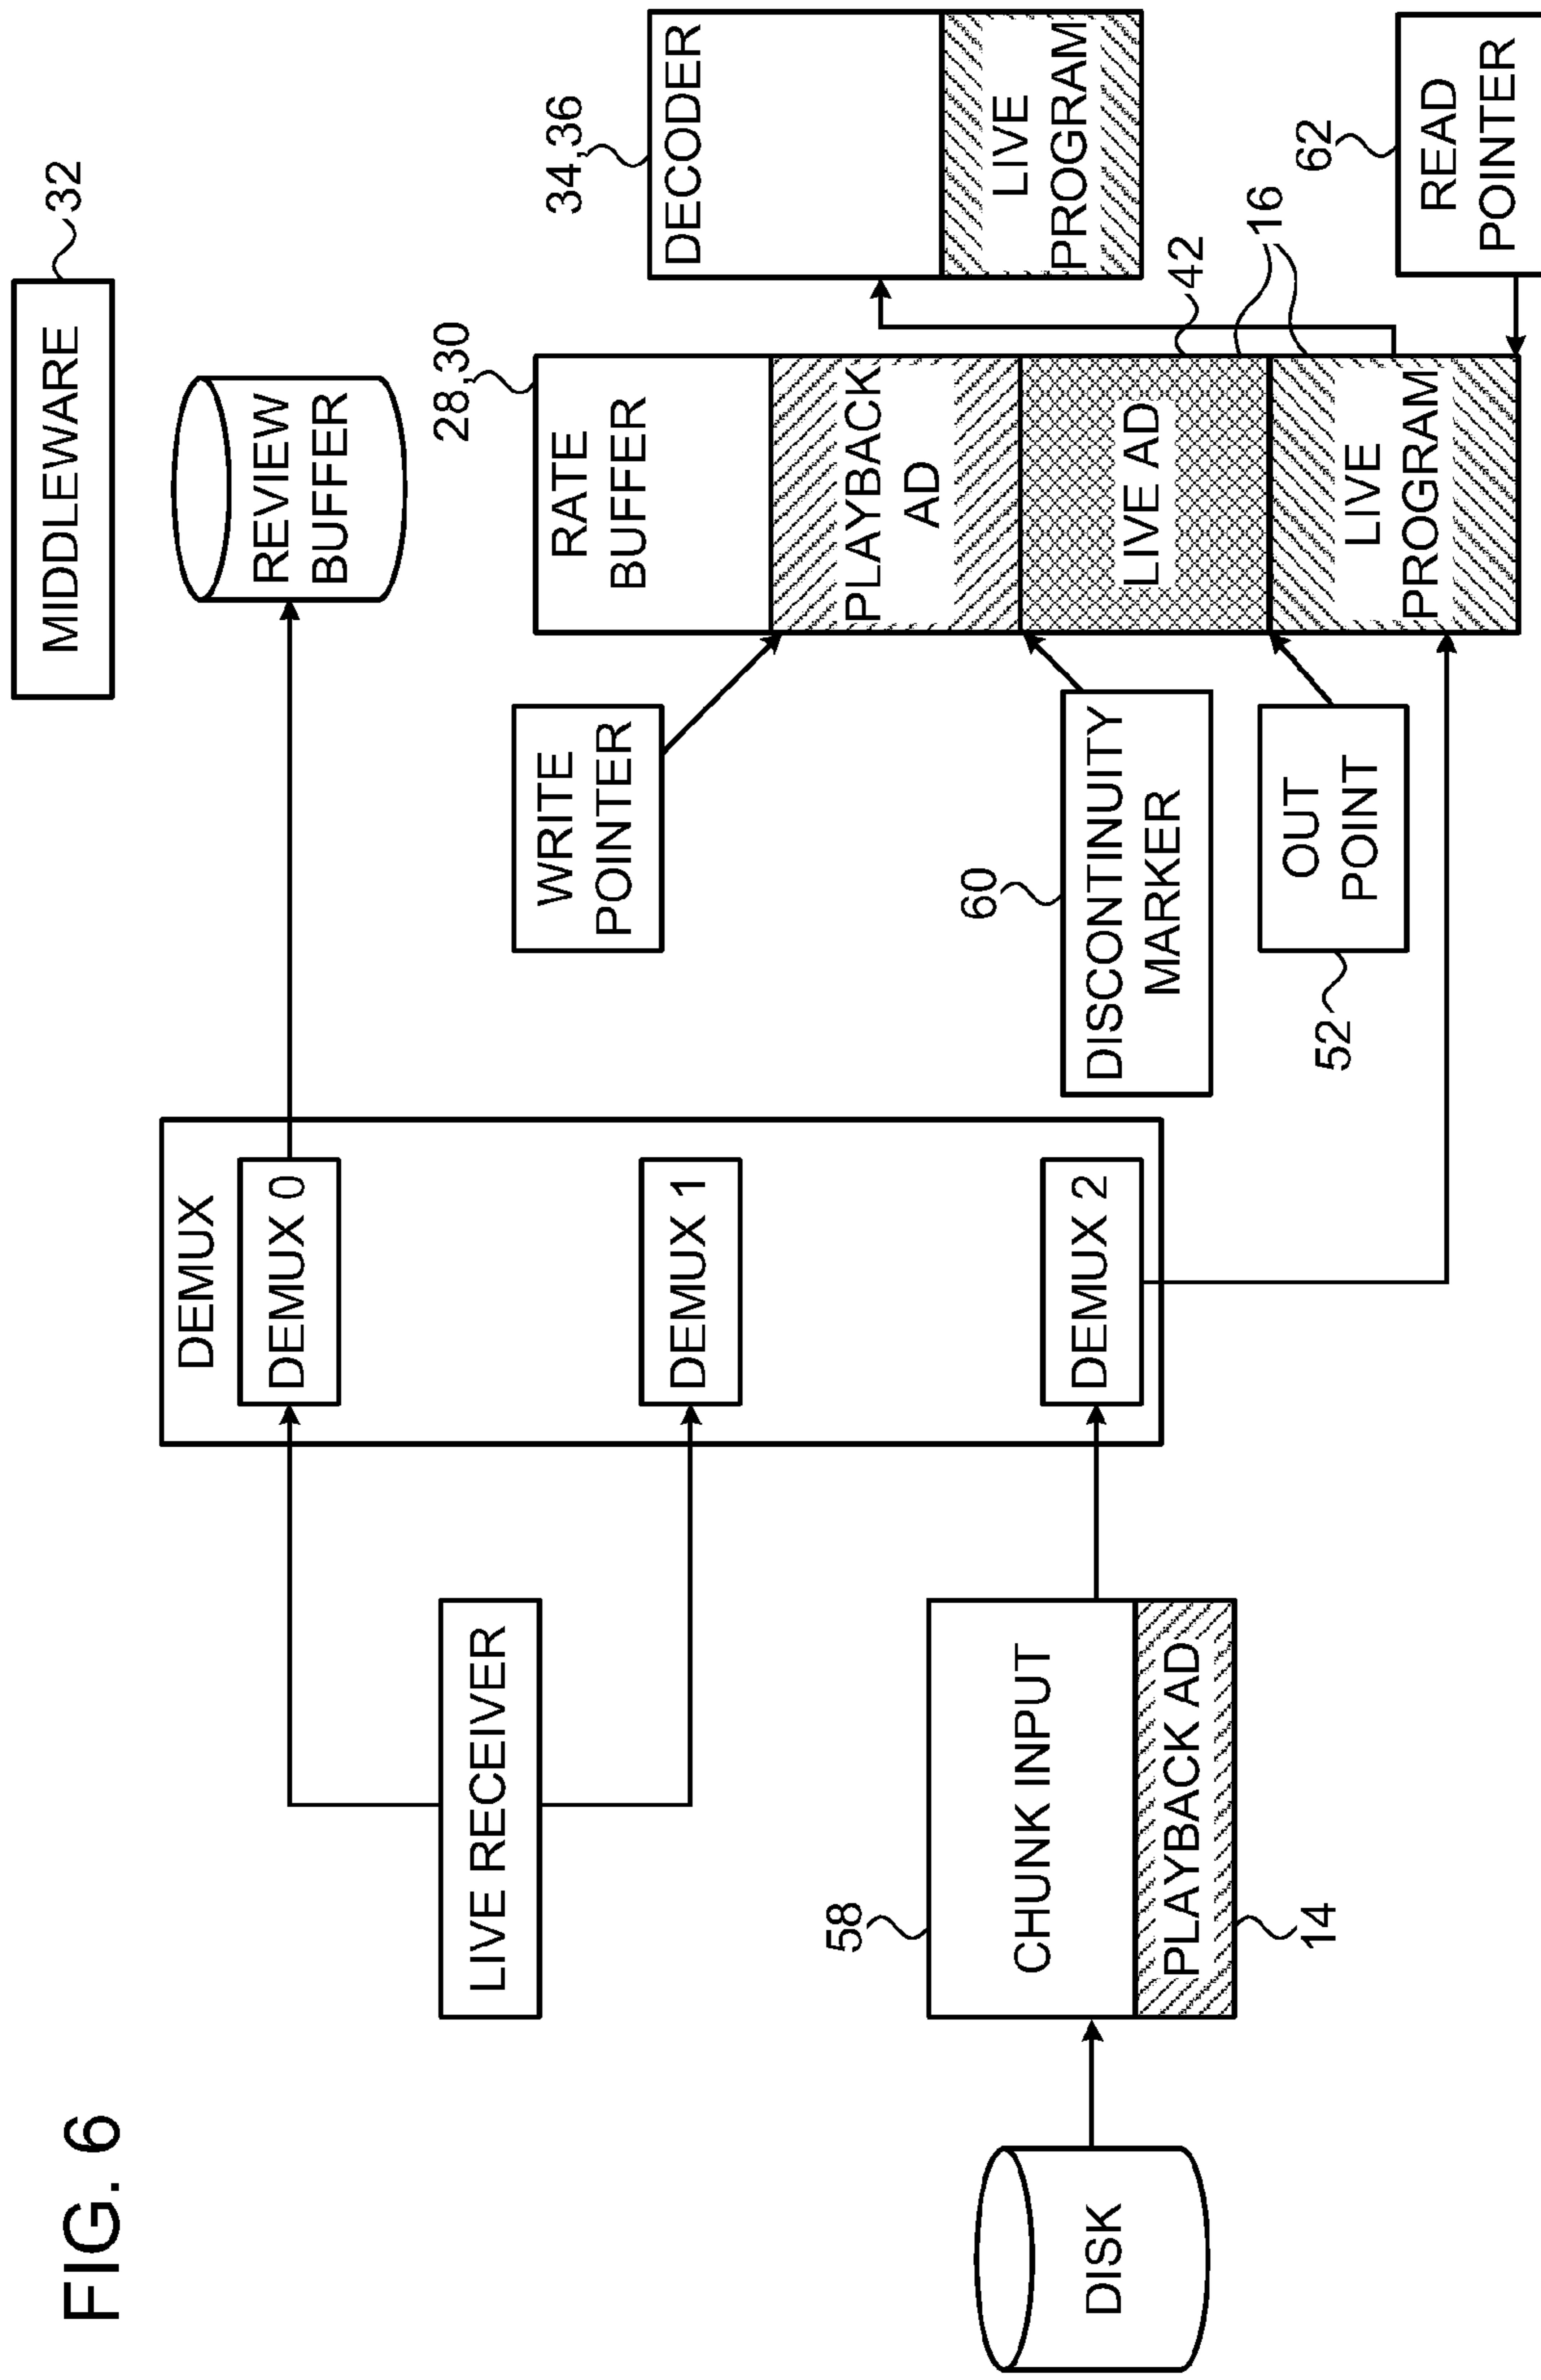 FIG. 6
MIDDLEWARE
32
REVIEW
BUFFER
DEMUX
DEMUX 0
DEMUX 1
DEMUX 2
LIVE RECEIVER
58
CHUNK INPUT
PLAYBACK AD
14
DISK
WRITE
POINTER
60
DISCONTINUITY
MARKER
OUT
POINT
52
28,30
RATE
BUFFER
PLAYBACK
AD
LIVE AD
LIVE
PROGRAM
42
16
34,36
DECODER
LIVE
PROGRAM
62
READ
POINTER